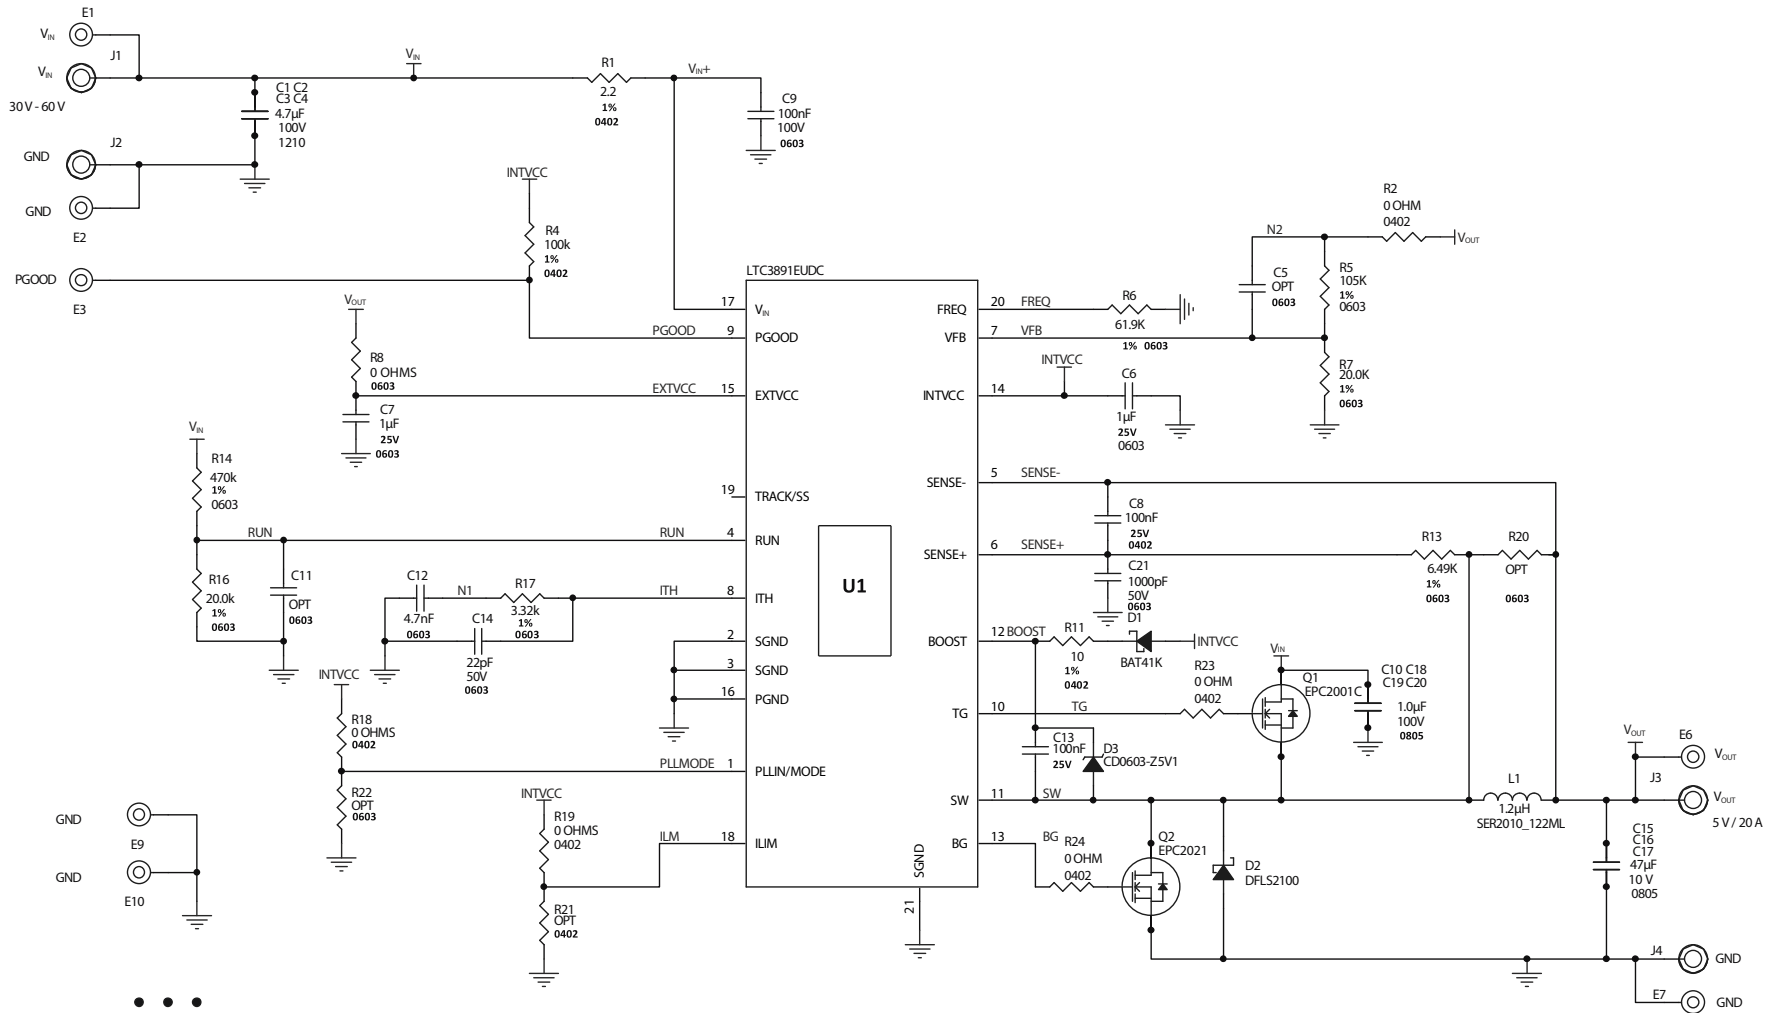 E1
VIN
J1
VIN
30 V - 60 V
C1 C2
C3 C4
4.7µF
100V
1210
J2
GND
GND
E2
PGOOD
E3
VIN
R1
2.2
1%
0402
VIN+
C9
100nF
100V
0603
INTVCC
R4
100k
1%
0402
VOUT
R8
0 OHMS
0603
C7
1µF
25V
0603
VIN
R14
470k
1%
0603
RUN
R16
20.0k
1%
0603
C11
OPT
0603
C12
4.7nF
0603
N1
R17
3.32k
1%
0603
C14
22pF
50V
0603
INTVCC
R18
0 OHMS
0402
R22
OPT
0603
INTVCC
R19
0 OHMS
0402
R21
OPT
0402
GND
E9
GND
E10
LTC3891EUDC
U1
17
VIN
PGOOD
9
PGOOD
EXTVCC
15
EXTVCC
19
TRACK/SS
RUN
4
RUN
ITH
8
ITH
2
SGND
3
SGND
16
PGND
PLLMODE
1
PLLIN/MODE
ILM
18
ILIM
SGND
21
FREQ
20
FREQ
R6
61.9K
1% 0603
VFB
7
VFB
INTVCC
14
INTVCC
C6
1µF
25V
0603
N2
R2
0 OHM
0402
VOUT
C5
OPT
0603
R5
105K
1%
0603
R7
20.0K
1%
0603
SENSE-
5
SENSE-
C8
100nF
25V
0402
SENSE+
6
SENSE+
C21
1000pF
50V
0603
R13
6.49K
1%
0603
R20
OPT
0603
BOOST
12
BOOST
R11
10
1%
0402
D1
BAT41K
INTVCC
TG
10
TG
R23
0 OHM
0402
VIN
Q1
EPC2001C
C10 C18
C19 C20
1.0µF
100V
0805
C13
100nF
25V
D3
CD0603-Z5V1
SW
11
SW
BG
13
BG
R24
0 OHM
0402
Q2
EPC2021
D2
DFLS2100
L1
1.2µH
SER2010_122ML
VOUT
E6
VOUT
J3
VOUT
5 V / 20 A
C15
C16
C17
47µF
10 V
0805
J4
GND
E7
GND